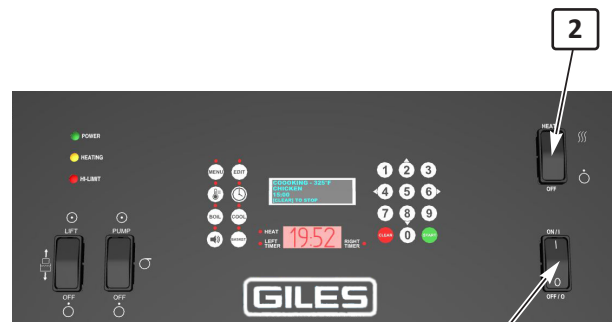 2
HEAT
POWER
HEATING
HI-LIMIT
OFF
MENU EDIT
COOKING - 325°F
CHICKEN
15:00
[CLEAR] TO STOP
1 2 3
4 5 6
7 8 9
CLEAR 0 START
BOIL COOL
BASKET
HEAT
LEFT TIMER
19:52
RIGHT TIMER
LIFT PUMP
OFF OFF
ON / I
I
O
OFF / O
GILES